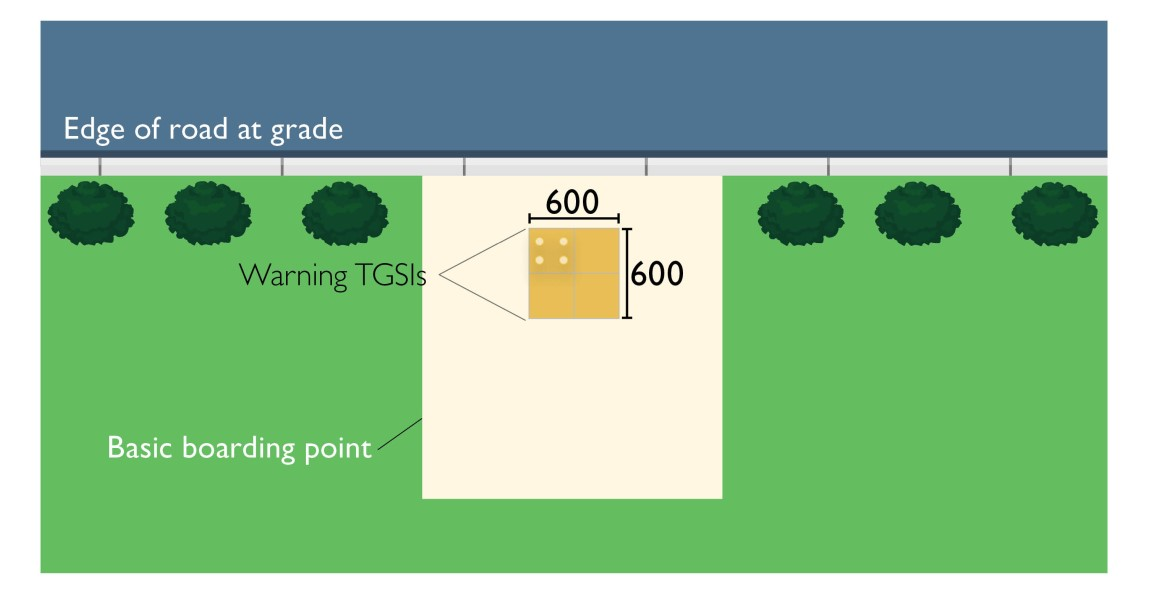 Edge of road at grade
600
Warning TGSIs
600
Basic boarding point